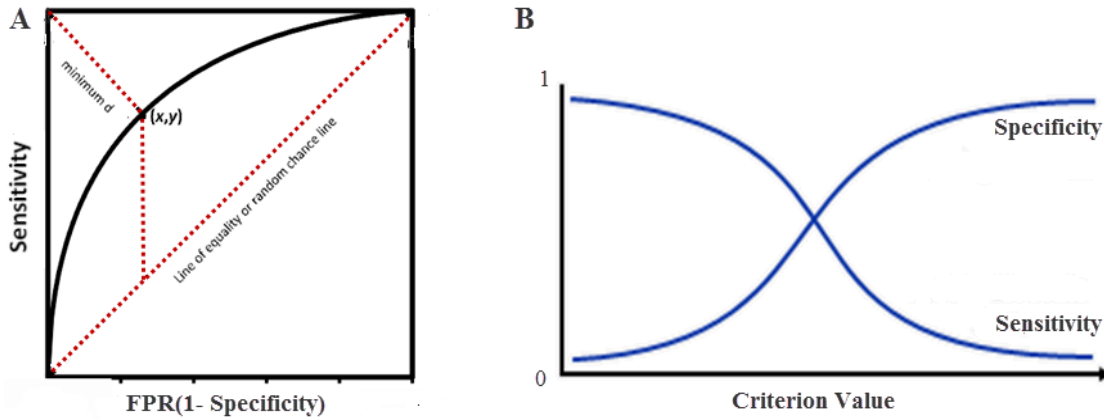 A
Sensitivity
minimum d
(x,y)
Line of equality or random chance line
FPR(1- Specificity)
B
1
Specificity
Sensitivity
0
Criterion Value